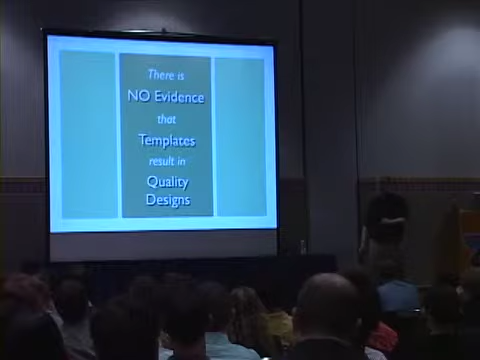 There is
NO Evidence
that
Templates
result in
Quality
Designs